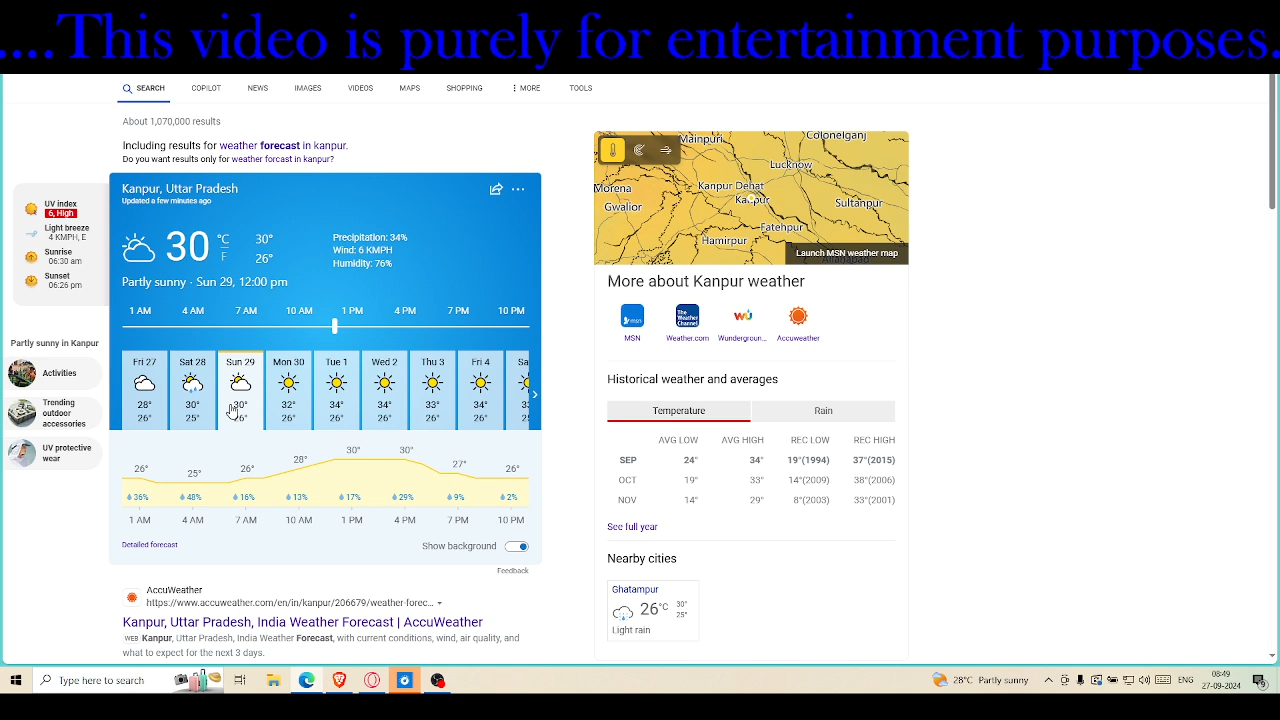 ....This video is purely for entertainment purposes.
SEARCH COPILOT NEWS IMAGES VIDEOS MAPS SHOPPING MORE TOOLS
About 1,070,000 results
Including results for weather forecast in kanpur.
Do you want results only for weather forcast in kanpur?
UV index
6, High
Light breeze
4 KMPH, E
Sunrise
06:30 am
Sunset
06:26 pm
Partly sunny in Kanpur
Activities
Trending
outdoor
accessories
UV protective
wear
Kanpur, Uttar Pradesh
Updated a few minutes ago
30 °C
F
30°
26°
Precipitation: 34%
Wind: 6 KMPH
Humidity: 76%
Partly sunny · Sun 29, 12:00 pm
1 AM 4 AM 7 AM 10 AM 1 PM 4 PM 7 PM 10 PM
Fri 27 Sat 28 Sun 29 Mon 30 Tue 1 Wed 2 Thu 3 Fri 4 Sa
28° 30° 30° 32° 34° 34° 33° 34°
26° 25° 26° 26° 26° 26° 26° 26°
26° 25° 26° 28° 30° 30° 27° 26°
36% 48% 16% 13% 17% 29% 9% 2%
1 AM 4 AM 7 AM 10 AM 1 PM 4 PM 7 PM 10 PM
Detailed forecast
Show background
Feedback
AccuWeather
https://www.accuweather.com/en/in/kanpur/206679/weather-forec...
Kanpur, Uttar Pradesh, India Weather Forecast | AccuWeather
WEB Kanpur, Uttar Pradesh, India Weather Forecast, with current conditions, wind, air quality, and
what to expect for the next 3 days.
Mainpuri
Colonelganj
Lucknow
Morena
Kanpur Dehat
Gwalior
Kanpur
Sultanpur
Fatehpur
Hamirpur
Launch MSN weather map
More about Kanpur weather
msn
The
Weather
Channel
MSN Weather.com Wundergroun... Accuweather
Historical weather and averages
Temperature Rain
AVG LOW AVG HIGH REC LOW REC HIGH
SEP 24° 34° 19°(1994) 37°(2015)
OCT 19° 33° 14°(2009) 38°(2006)
NOV 14° 29° 8°(2003) 33°(2001)
See full year
Nearby cities
Ghatampur
26°C
30°
25°
Light rain
Type here to search
28°C Partly sunny
ENG
08:49
27-09-2024